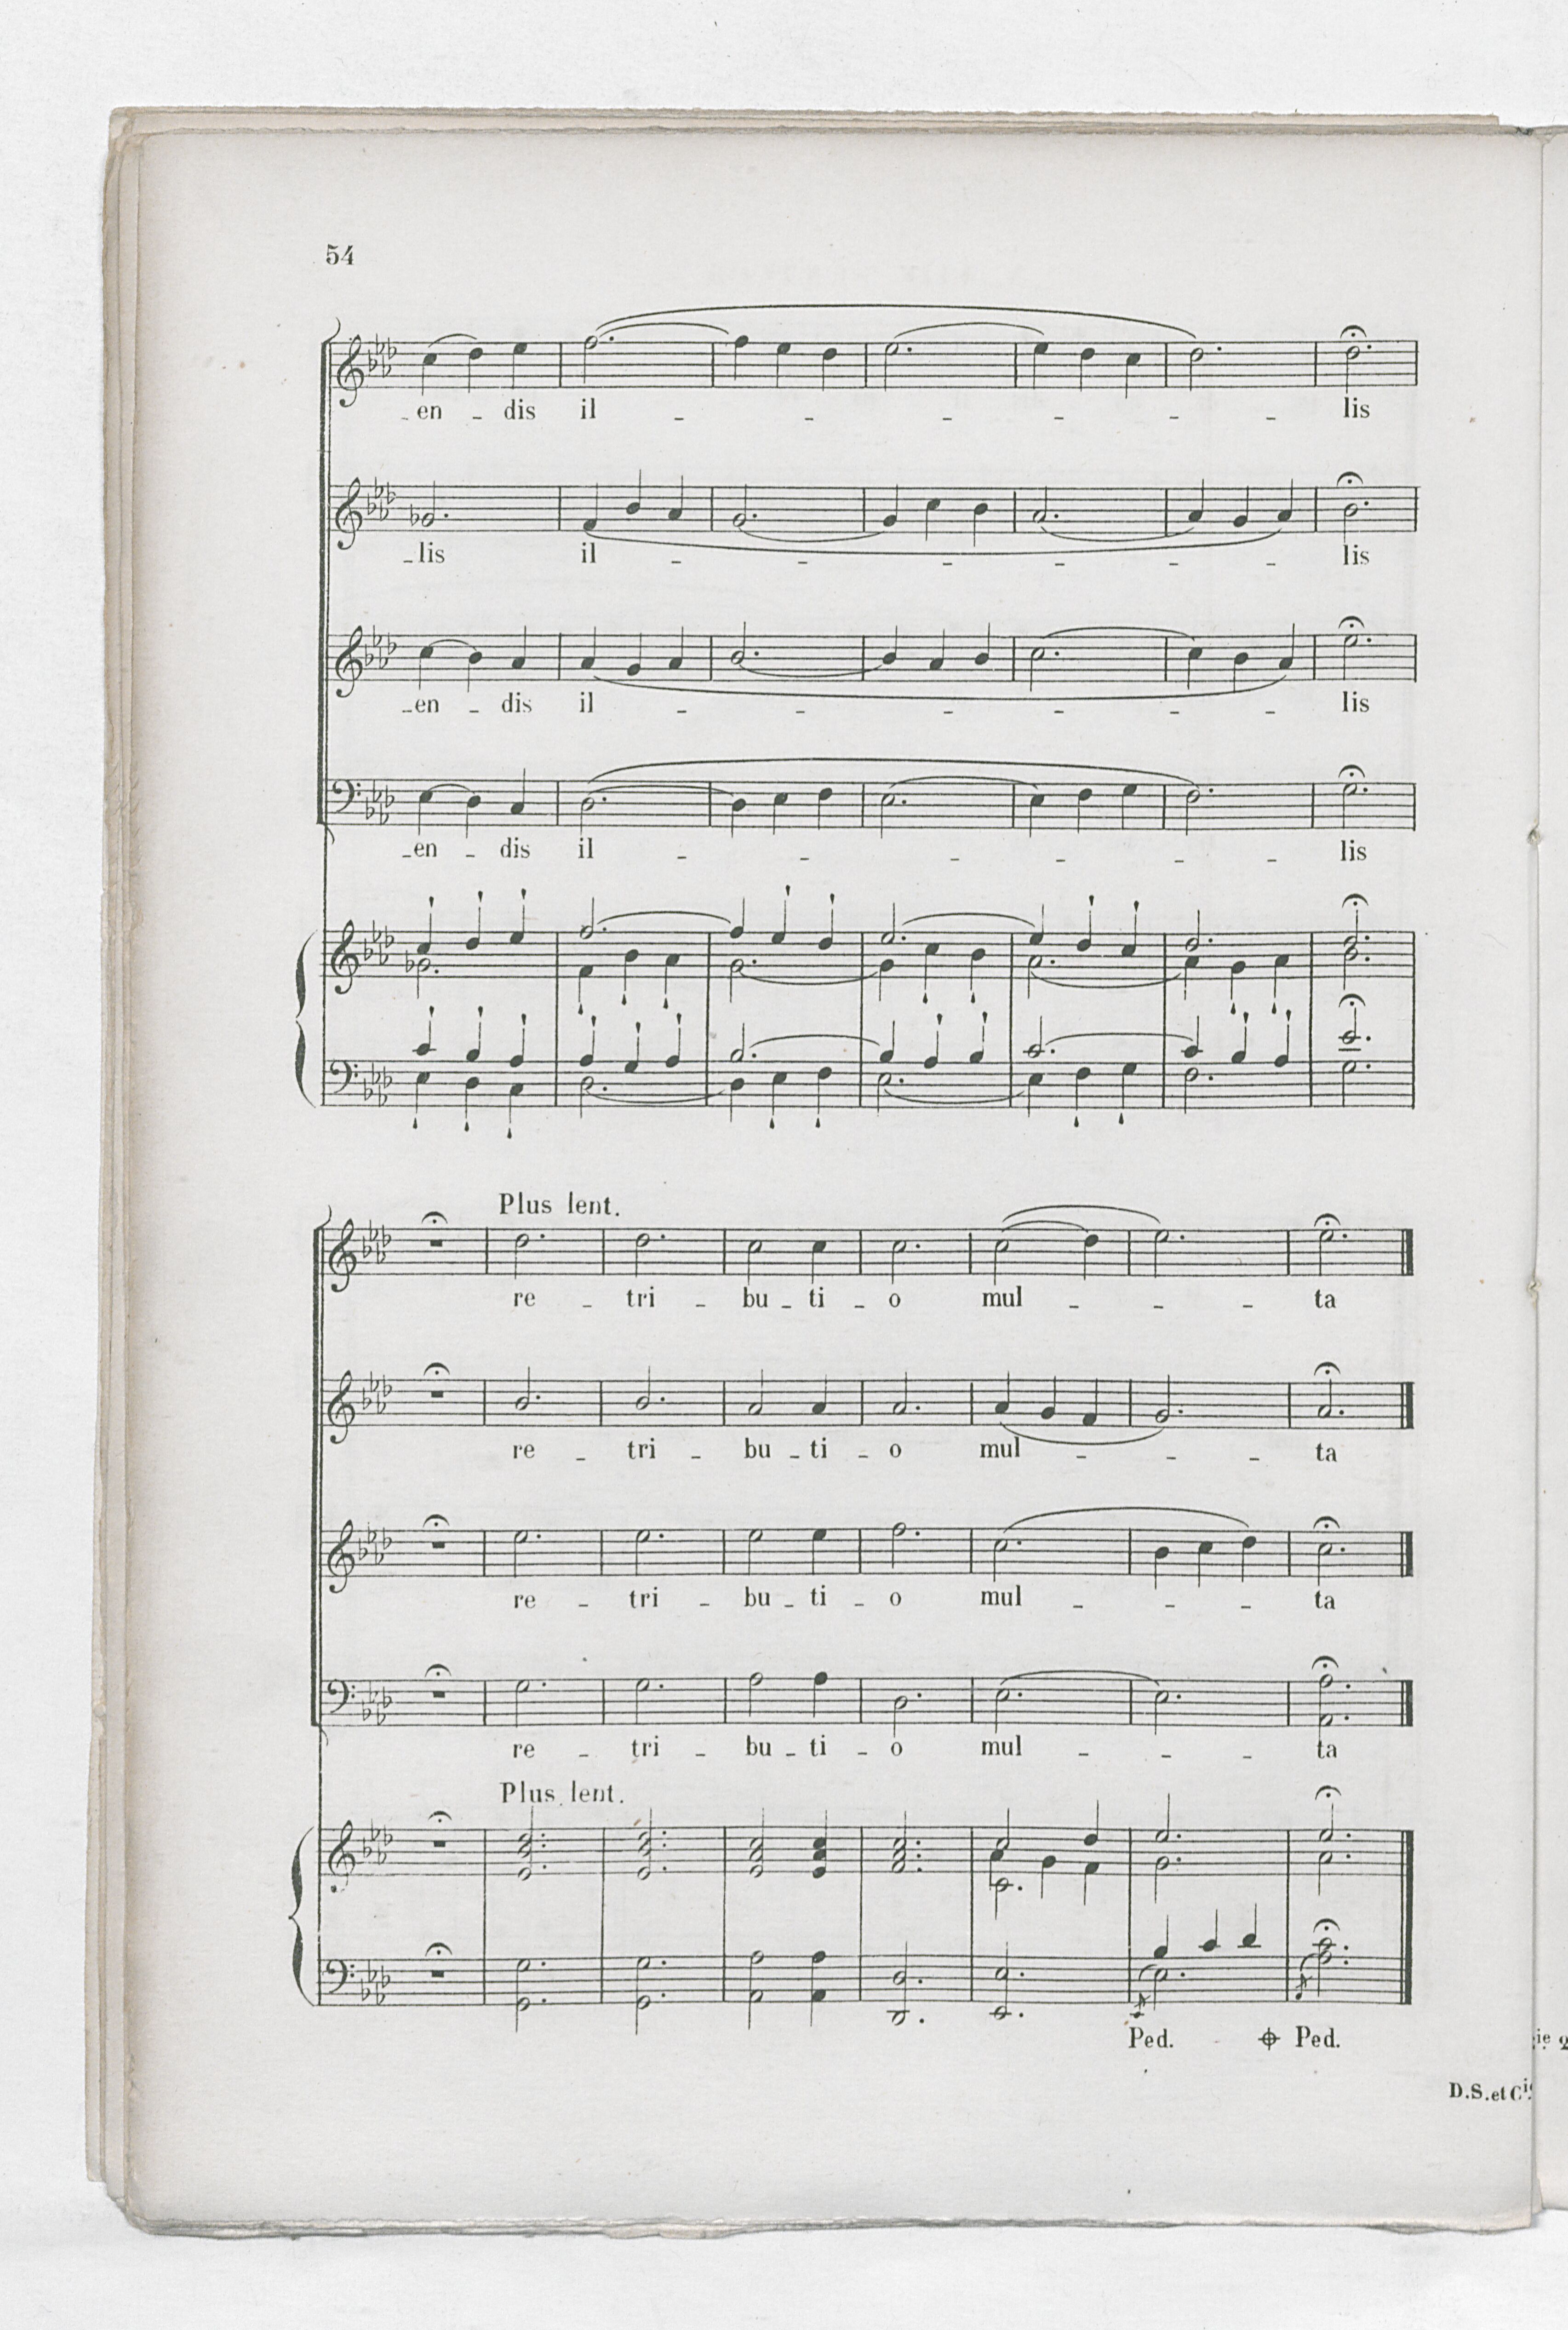 54
_en _ dis il _ _ _ _ _ _ lis
_lis il _ _ _ _ _ _ lis
_en _ dis il _ _ _ _ _ _ lis
_en _ dis il _ _ _ _ _ _ lis
Plus lent.
re _ tri _ bu _ ti _ o mul _ _ _ ta
re _ tri _ bu _ ti _ o mul _ _ _ ta
re _ tri _ bu _ ti _ o mul _ _ _ ta
re _ tri _ bu _ ti _ o mul _ _ _ ta
Plus lent.
Ped. Ped.
D.S.et C